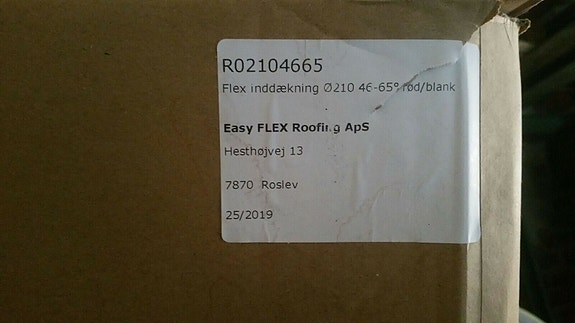 R02104665
Flex inddækning Ø210 46-65° rød/blank
Easy FLEX Roofing ApS
Hesthøjvej 13
7870 Roslev
25/2019